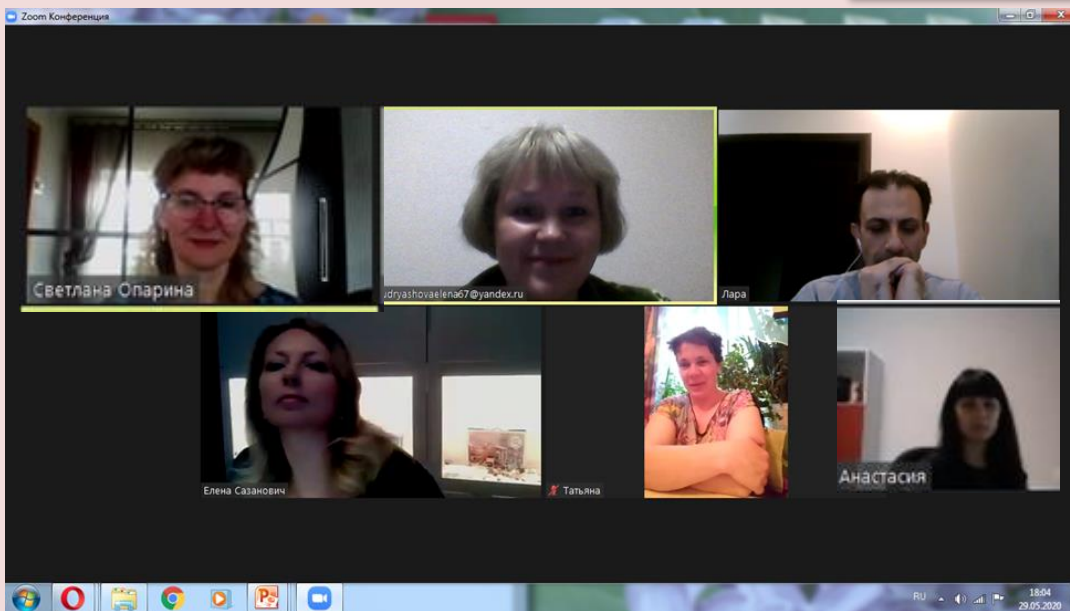 Zoom Конференция
Светлана Опарина
udryashovaelena67@yandex.ru
Лара
Елена Сазанович
Татьяна
Анастасия
RU
18:04
29.05.2020